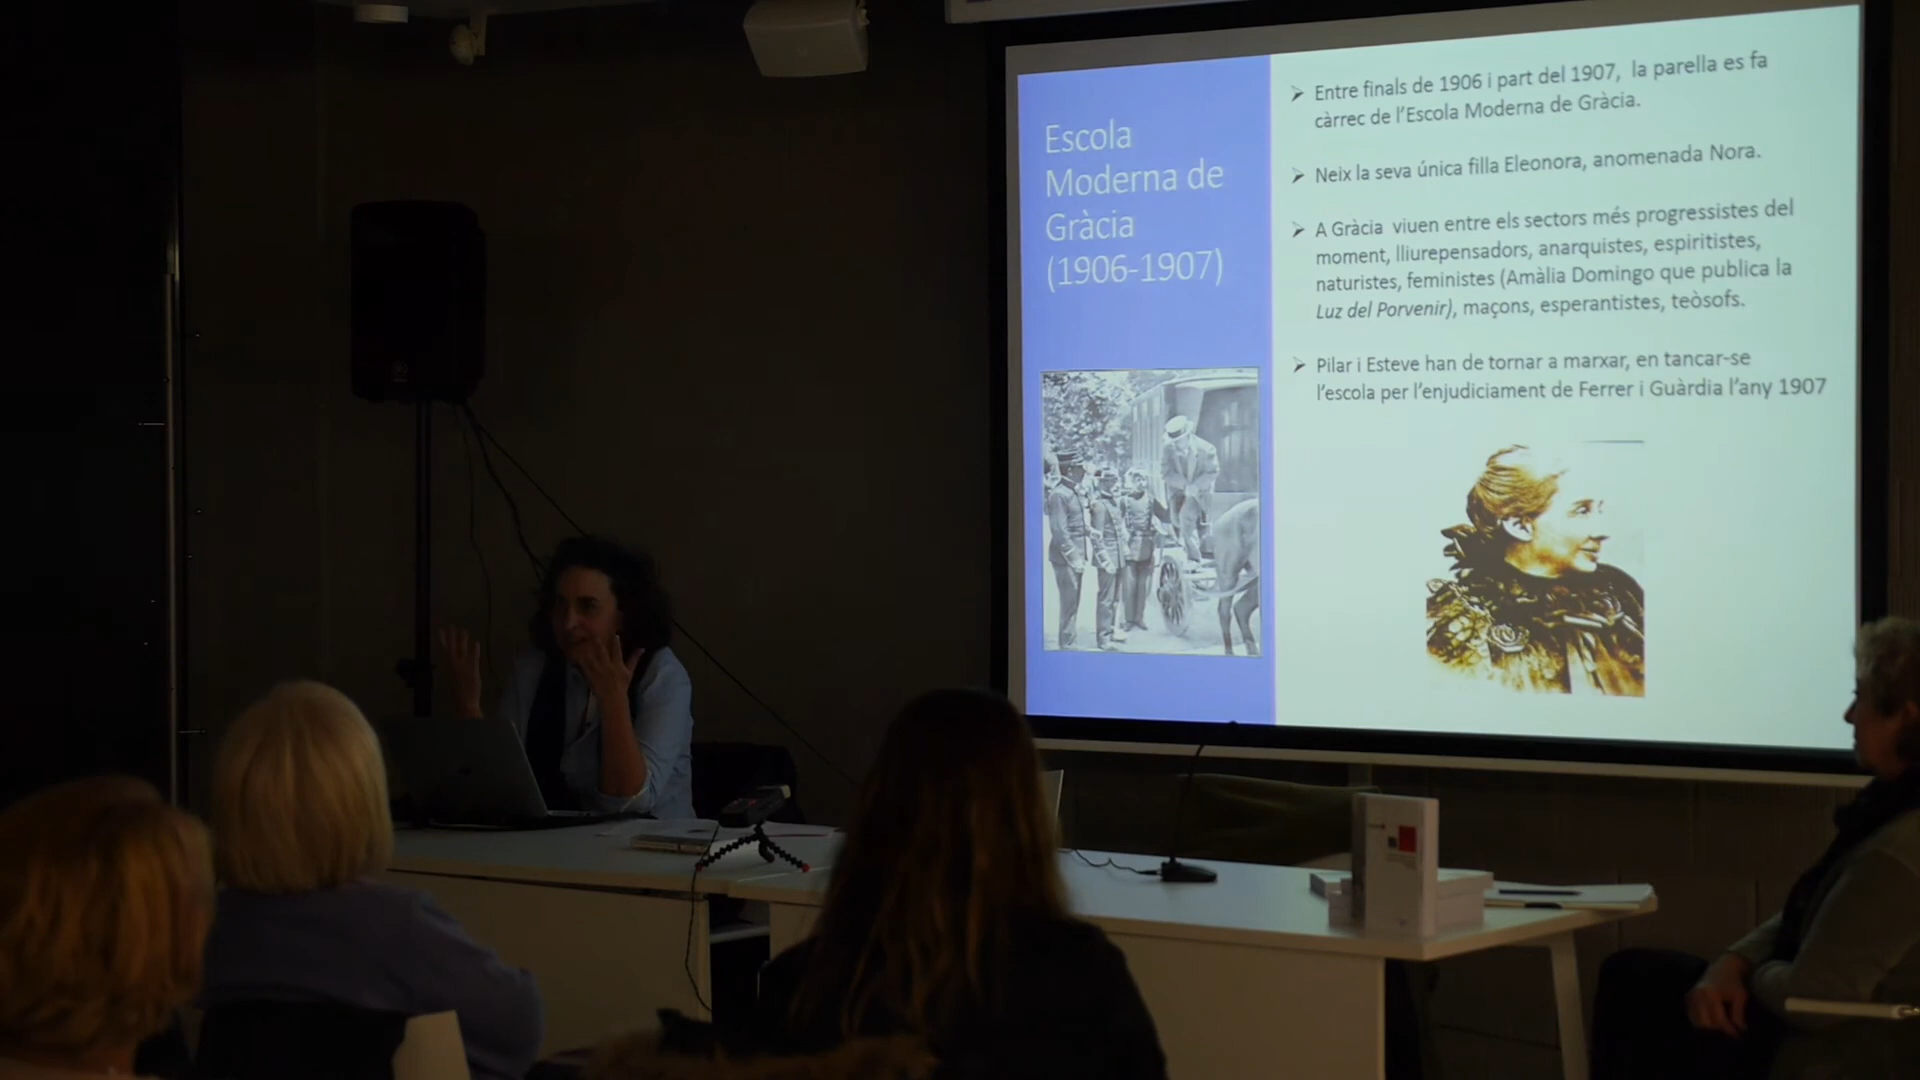 Escola
Moderna de
Gràcia
(1906-1907)
➢ Entre finals de 1906 i part del 1907, la parella es fa
càrrec de l'Escola Moderna de Gràcia.
➢ Neix la seva única filla Eleonora, anomenada Nora.
➢ A Gràcia viuen entre els sectors més progressistes del
moment, lliurepensadors, anarquistes, espiritistes,
naturistes, feministes (Amàlia Domingo que publica la
Luz del Porvenir), maçons, esperantistes, teòsofs.
➢ Pilar i Esteve han de tornar a marxar, en tancar-se
l'escola per l'enjudiciament de Ferrer i Guàrdia l'any 1907